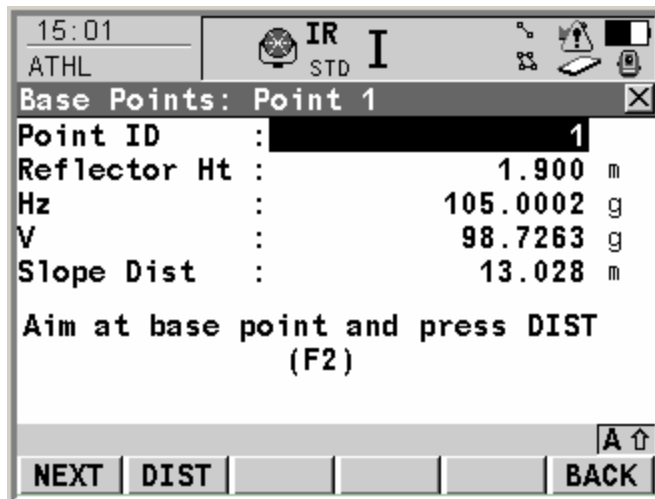 15:01
ATHL
IR
STD
I
Base Points: Point 1
Point ID : 1
Reflector Ht : 1.900 m
Hz : 105.0002 g
V : 98.7263 g
Slope Dist : 13.028 m
Aim at base point and press DIST
(F2)
A
NEXT DIST BACK